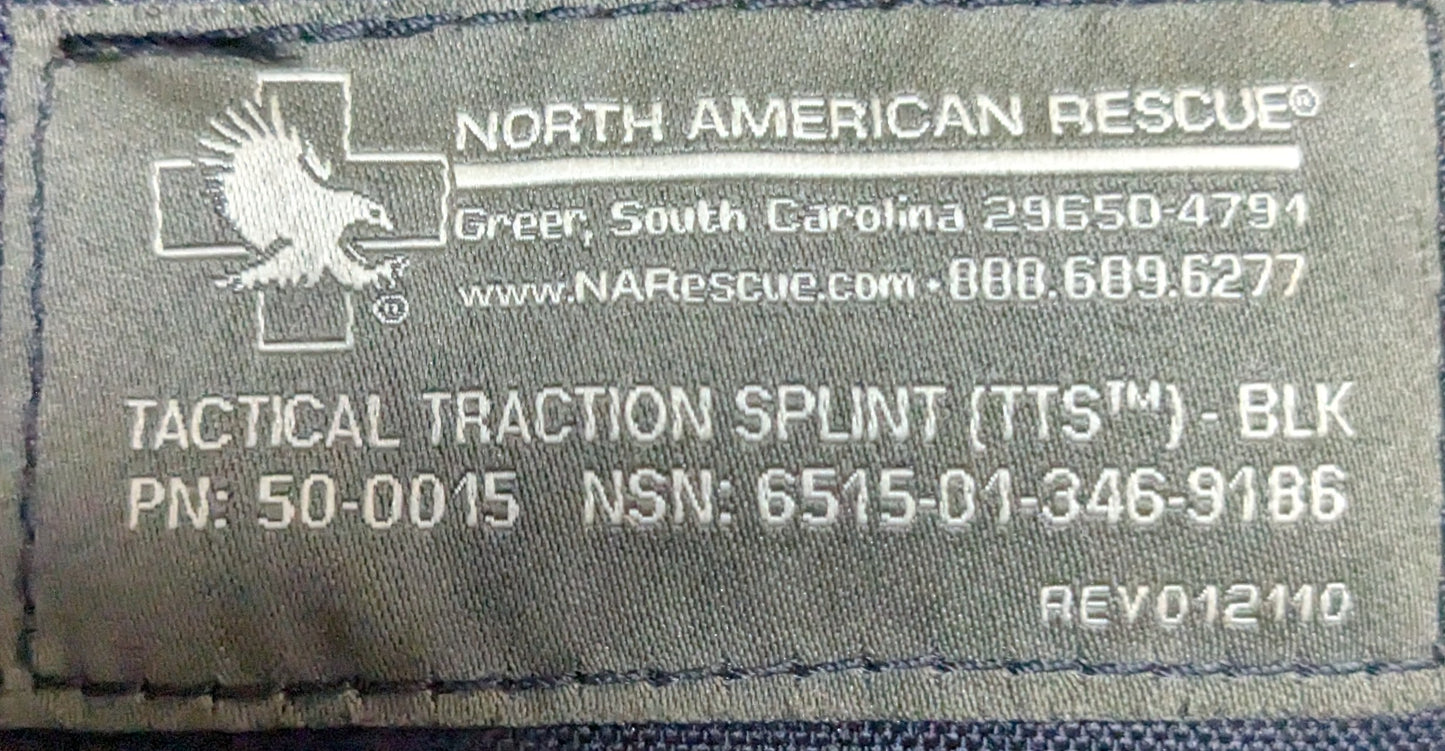 NORTH AMERICAN RESCUE®
Greer, South Carolina 29650-4791
www.NARescue.com • 888.689.6277
®
TACTICAL TRACTION SPLINT (TTS™) - BLK
PN: 50-0015 NSN: 6515-01-346-9186
REV012110